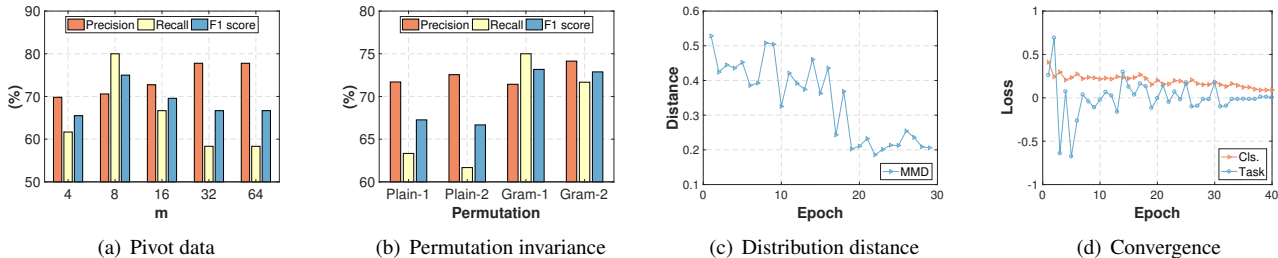 90
80
70
60
50
(%)
Precision Recall F1 score
4 8 16 32 64
m
(a) Pivot data
80
75
70
65
60
(%)
Precision Recall F1 score
Plain-1 Plain-2 Gram-1 Gram-2
Permutation
(b) Permutation invariance
0.6
0.5
0.4
0.3
0.2
0.1
Distance
MMD
0 10 20 30
Epoch
(c) Distribution distance
1
0.5
0
-0.5
-1
Loss
Cls.
Task
0 10 20 30 40
Epoch
(d) Convergence